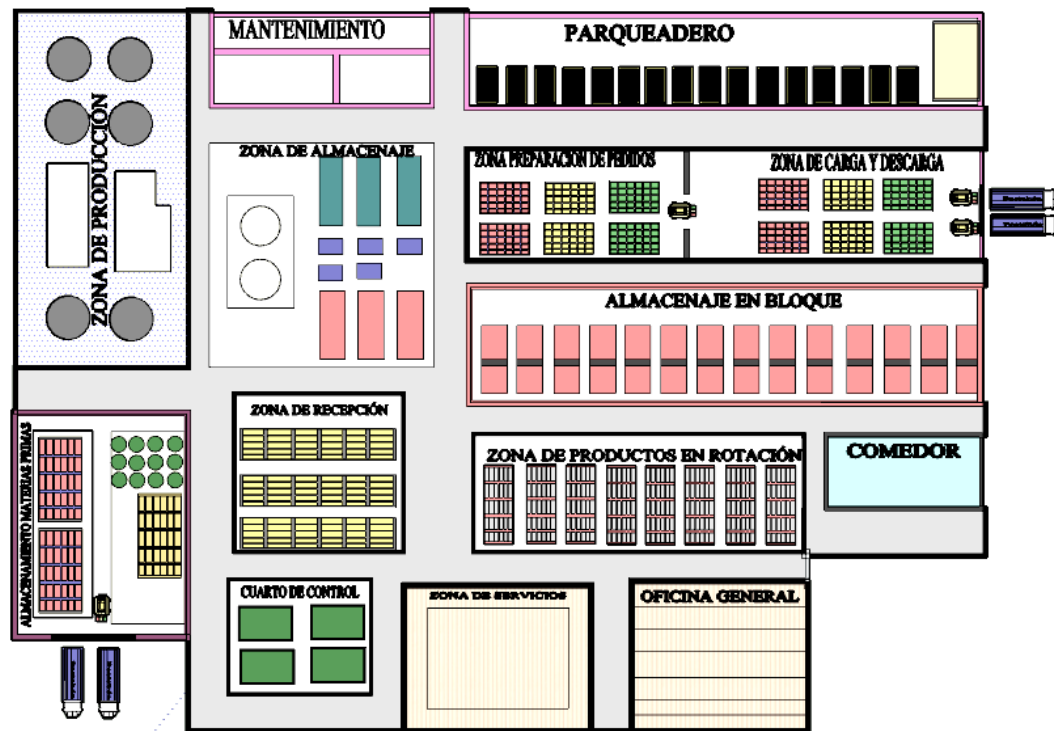 MANTENIMIENTO
PARQUEADERO
ZONA DE PRODUCCIÓN
ZONA DE ALMACENAJE
ZONA PREPARACION DE PEDIDOS
ZONA DE CARGA Y DESCARGA
ALMACENAJE EN BLOQUE
ZONA DE RECEPCIÓN
ZONA DE PRODUCTOS EN ROTACIÓN
COMEDOR
ALMACENAMIENTO MATERIAS PRIMAS
CUARTO DE CONTROL
ZONA DE SERVICIOS
OFICINA GENERAL